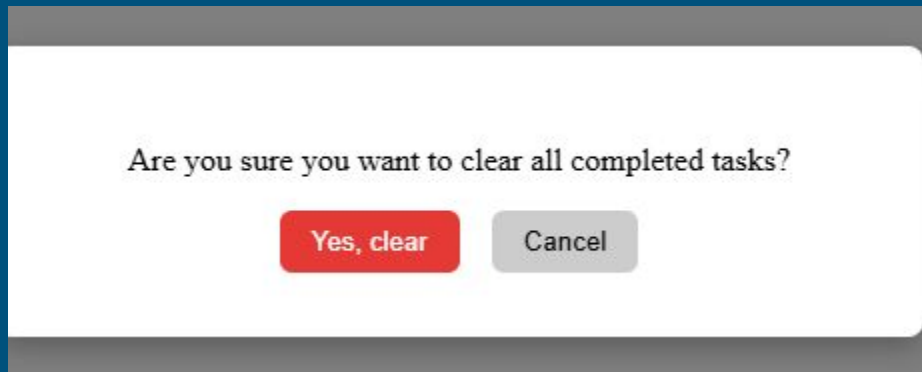 Are you sure you want to clear all completed tasks?
Yes, clear Cancel